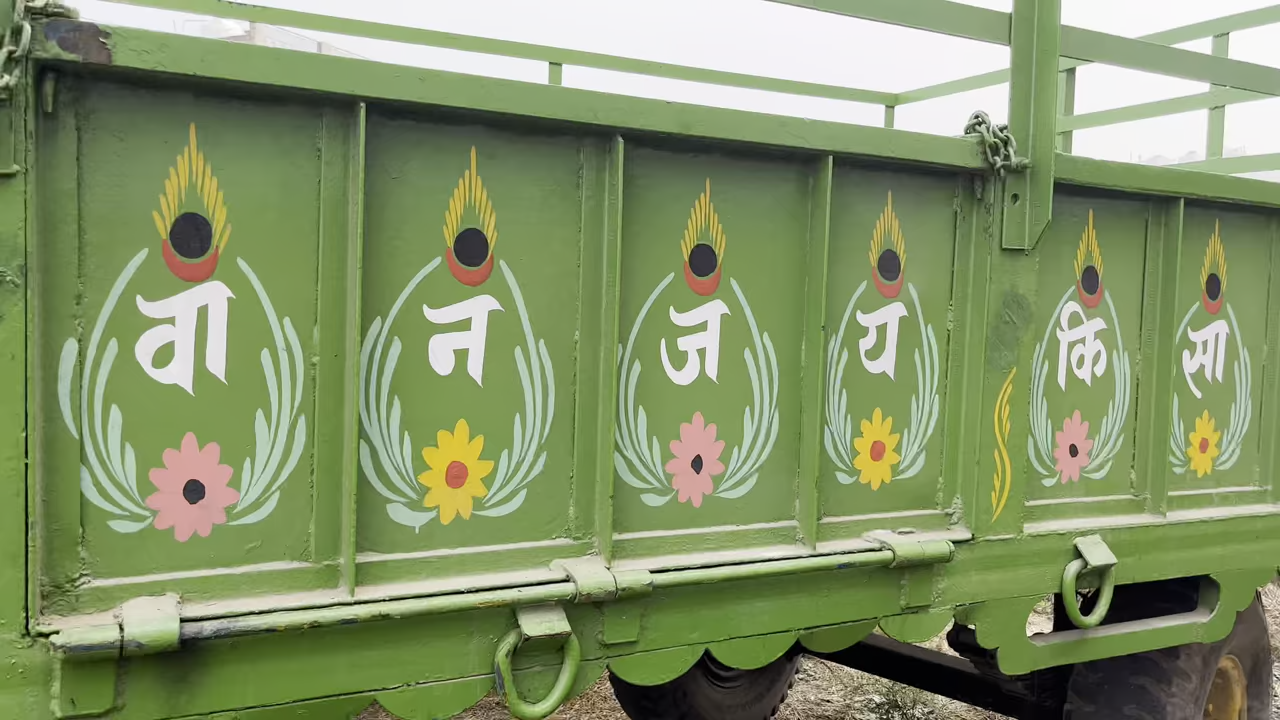 वा न ज य कि सा